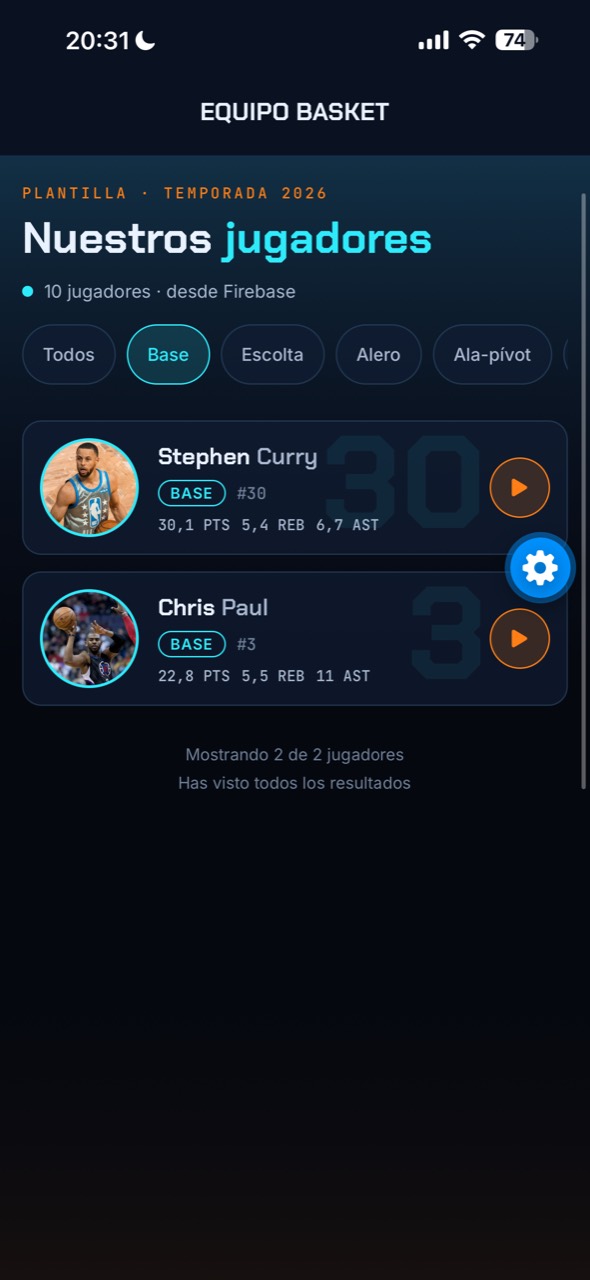 20:31
74
EQUIPO BASKET
PLANTILLA · TEMPORADA 2026
Nuestros jugadores
10 jugadores · desde Firebase
Todos
Base
Escolta
Alero
Ala-pívot
Stephen Curry
30
BASE
#30
30,1 PTS 5,4 REB 6,7 AST
Chris Paul
3
BASE
#3
22,8 PTS 5,5 REB 11 AST
Mostrando 2 de 2 jugadores
Has visto todos los resultados